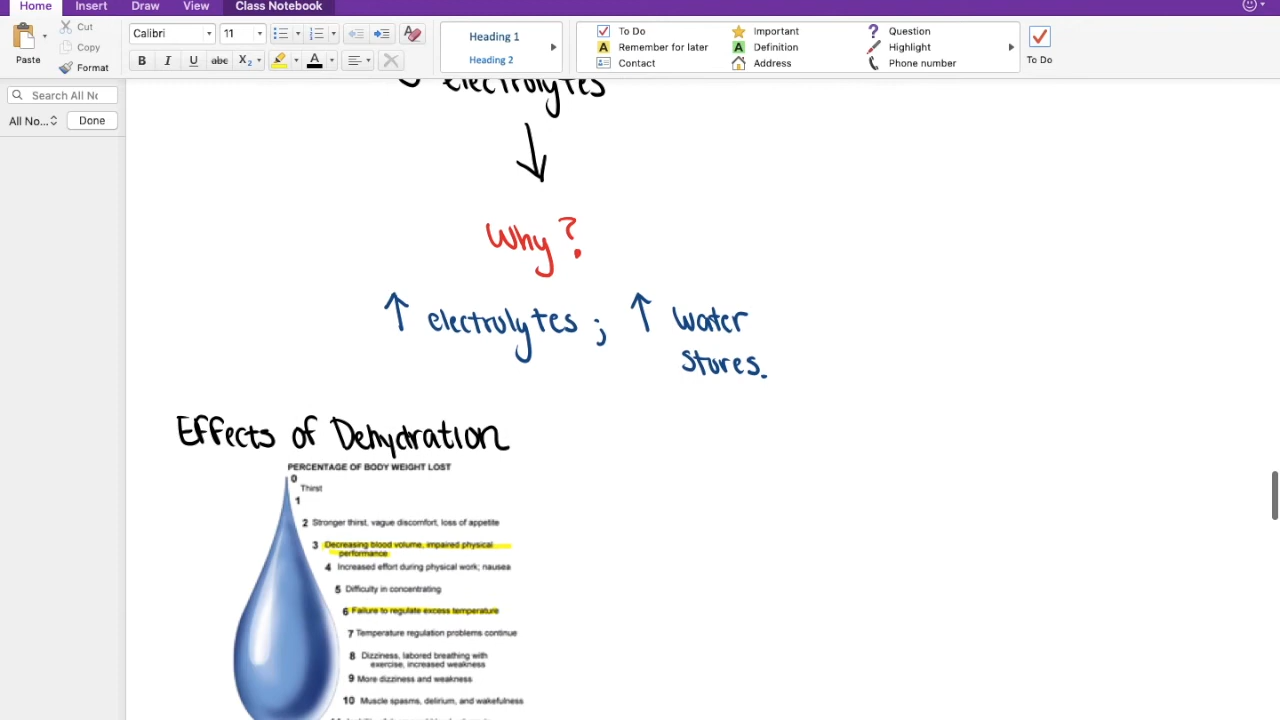 Home Insert Draw View Class Notebook
Paste
Cut
Copy
Format
Calibri 11
B I U abc X2 A
Heading 1
Heading 2
To Do Important Question
Remember for later Definition Highlight
Contact Address Phone number
To Do
Search All No
All No... Done
electrolytes
Why?
↑ electrolytes; ↑ water
stores.
Effects of Dehydration
PERCENTAGE OF BODY WEIGHT LOST
0
Thirst
1
2 Stronger thirst, vague discomfort, loss of appetite
3 Decreasing blood volume, impaired physical
performance
4 Increased effort during physical work; nausea
5 Difficulty in concentrating
6 Failure to regulate excess temperature
7 Temperature regulation problems continue
8 Dizziness, labored breathing with
exercise, increased weakness
9 More dizziness and weakness
10 Muscle spasms, delirium, and wakefulness